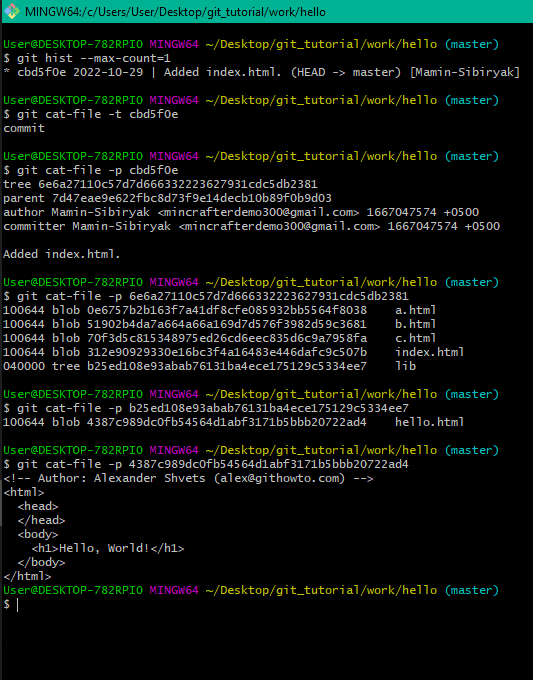 MINGW64:/c/Users/User/Desktop/git_tutorial/work/hello
User@DESKTOP-782RPIO MINGW64 ~/Desktop/git_tutorial/work/hello (master)
$ git hist --max-count=1
* cbd5f0e 2022-10-29 | Added index.html. (HEAD -> master) [Mamin-Sibiryak]
User@DESKTOP-782RPIO MINGW64 ~/Desktop/git_tutorial/work/hello (master)
$ git cat-file -t cbd5f0e
commit
User@DESKTOP-782RPIO MINGW64 ~/Desktop/git_tutorial/work/hello (master)
$ git cat-file -p cbd5f0e
tree 6e6a27110c57d7d666332223627931cdc5db2381
parent 7d47eae9e622fbc8d73f9e14decb10b89f0b9d03
author Mamin-Sibiryak <mincrafterdemo300@gmail.com> 1667047574 +0500
committer Mamin-Sibiryak <mincrafterdemo300@gmail.com> 1667047574 +0500
Added index.html.
User@DESKTOP-782RPIO MINGW64 ~/Desktop/git_tutorial/work/hello (master)
$ git cat-file -p 6e6a27110c57d7d666332223627931cdc5db2381
100644 blob 0e6757b2b163f7a41df8cfe085932bb5564f8038    a.html
100644 blob 51902b4da7a664a66a169d7d576f3982d59c3681    b.html
100644 blob 70f3d5c815348975ed26cd6eec835d6c9a7958fa    c.html
100644 blob 312e90929330e16bc3f4a16483e446dafc9c507b    index.html
040000 tree b25ed108e93abab76131ba4ece175129c5334ee7    lib
User@DESKTOP-782RPIO MINGW64 ~/Desktop/git_tutorial/work/hello (master)
$ git cat-file -p b25ed108e93abab76131ba4ece175129c5334ee7
100644 blob 4387c989dc0fb54564d1abf3171b5bbb20722ad4    hello.html
User@DESKTOP-782RPIO MINGW64 ~/Desktop/git_tutorial/work/hello (master)
$ git cat-file -p 4387c989dc0fb54564d1abf3171b5bbb20722ad4
<!-- Author: Alexander Shvets (alex@githowto.com) -->
<html>
  <head>
  </head>
  <body>
    <h1>Hello, World!</h1>
  </body>
</html>
User@DESKTOP-782RPIO MINGW64 ~/Desktop/git_tutorial/work/hello (master)
$